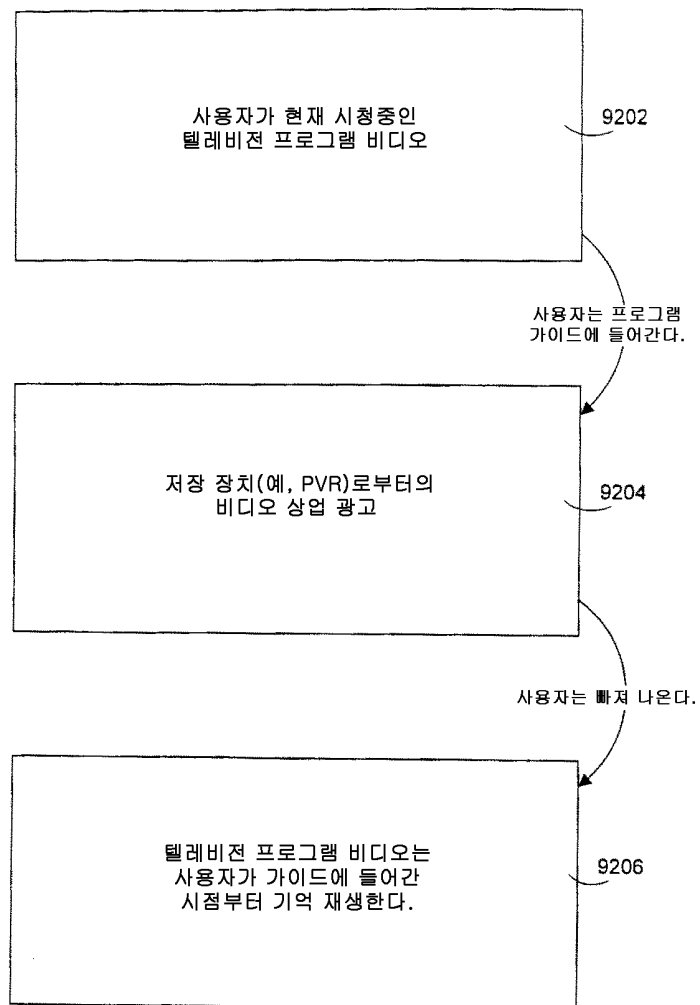 사용자가 현재 시청중인
텔레비전 프로그램 비디오
9202
사용자는 프로그램
가이드에 들어간다.
저장 장치(예, PVR)로부터의
비디오 상업 광고
9204
사용자는 빠져 나온다.
텔레비전 프로그램 비디오는
사용자가 가이드에 들어간
시점부터 기억 재생한다.
9206